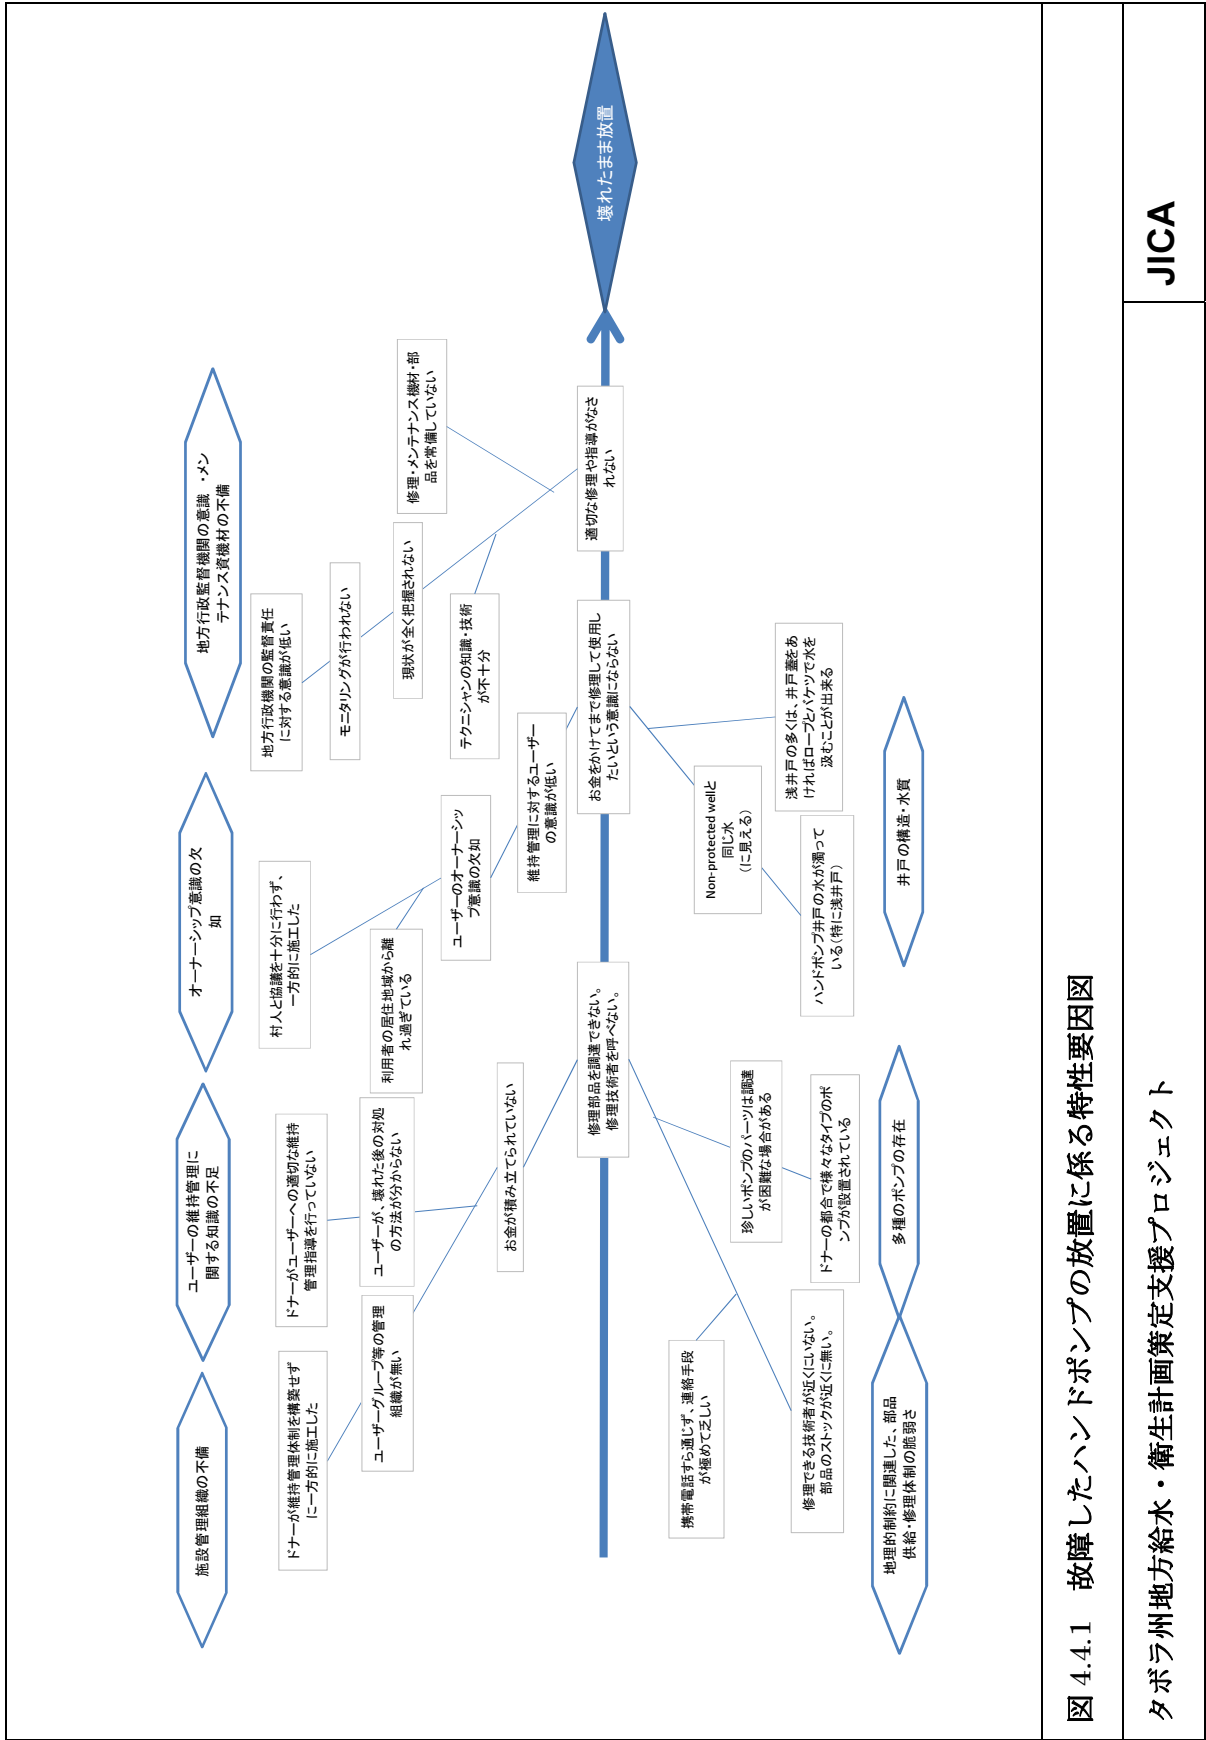 施設管理組織の不備
ユーザーの維持管理に
関する知識の不足
オーナーシップ意識の欠
如
地方行政監督機関の意識 ・メン
テナンス資機材の不備
ドナーが維持管理体制を構築せず
に一方的に施工した
ユーザーグループ等の管理
組織が無い
ドナーがユーザーへの適切な維持
管理指導を行っていない
ユーザーが、壊れた後の対処
の方法が分からない
お金が積み立てられていない
村人と協議を十分に行わず、
一方的に施工した
利用者の居住地域から離
れ過ぎている
ユーザーのオーナーシッ
プ意識の欠如
維持管理に対するユーザー
の意識が低い
地方行政機関の監督責任
に対する意識が低い
モニタリングが行われない
現状が全く把握されない
テクニシャンの知識・技術
が不十分
修理・メンテナンス機材・部
品を常備していない
修理部品を調達できない。
修理技術者を呼べない。
お金をかけてまで修理して使用し
たいという意識にならない
適切な修理や指導がなさ
れない
壊れたまま放置
携帯電話すら通じず、連絡手段
が極めて乏しい
修理できる技術者が近くにいない。
部品のストックが近くに無い。
珍しいポンプのパーツは調達
が困難な場合がある
ドナーの都合で様々なタイプのポ
ンプが設置されている
Non-protected wellと
同じ水
（に見える）
ハンドポンプ井戸の水が濁って
いる（特に浅井戸）
浅井戸の多くは、井戸蓋をあ
ければロープとバケツで水を
汲むことが出来る
地理的制約に関連した、部品
供給・修理体制の脆弱さ
多種のポンプの存在
井戸の構造・水質
図 4.4.1 故障したハンドポンプの放置に係る特性要因図
タボラ州地方給水・衛生計画策定支援プロジェクト
JICA